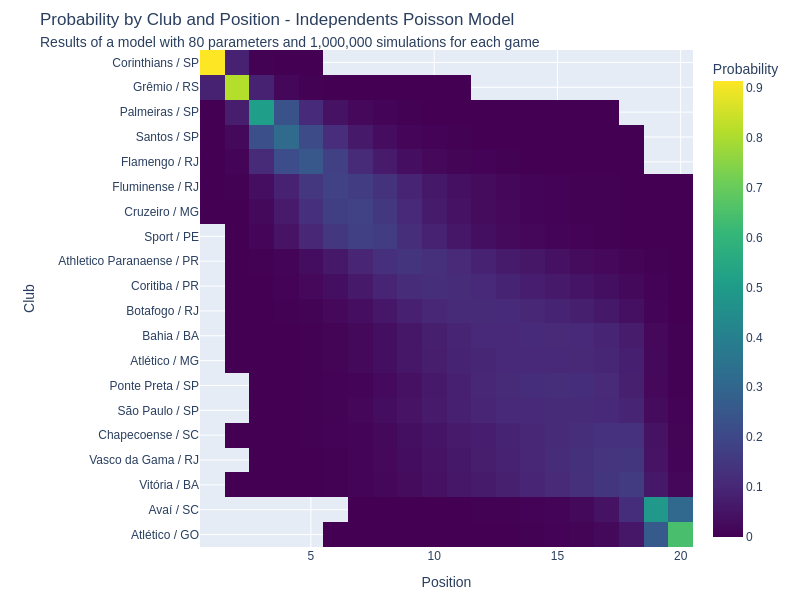 Probability by Club and Position - Independents Poisson Model
Results of a model with 80 parameters and 1,000,000 simulations for each game
Probability
Corinthians / SP
Grêmio / RS
Palmeiras / SP
Santos / SP
Flamengo / RJ
Fluminense / RJ
Cruzeiro / MG
Sport / PE
Athletico Paranaense / PR
Coritiba / PR
Botafogo / RJ
Bahia / BA
Atlético / MG
Ponte Preta / SP
São Paulo / SP
Chapecoense / SC
Vasco da Gama / RJ
Vitória / BA
Avaí / SC
Atlético / GO
Club
5
10
15
20
Position
0.9
0.8
0.7
0.6
0.5
0.4
0.3
0.2
0.1
0